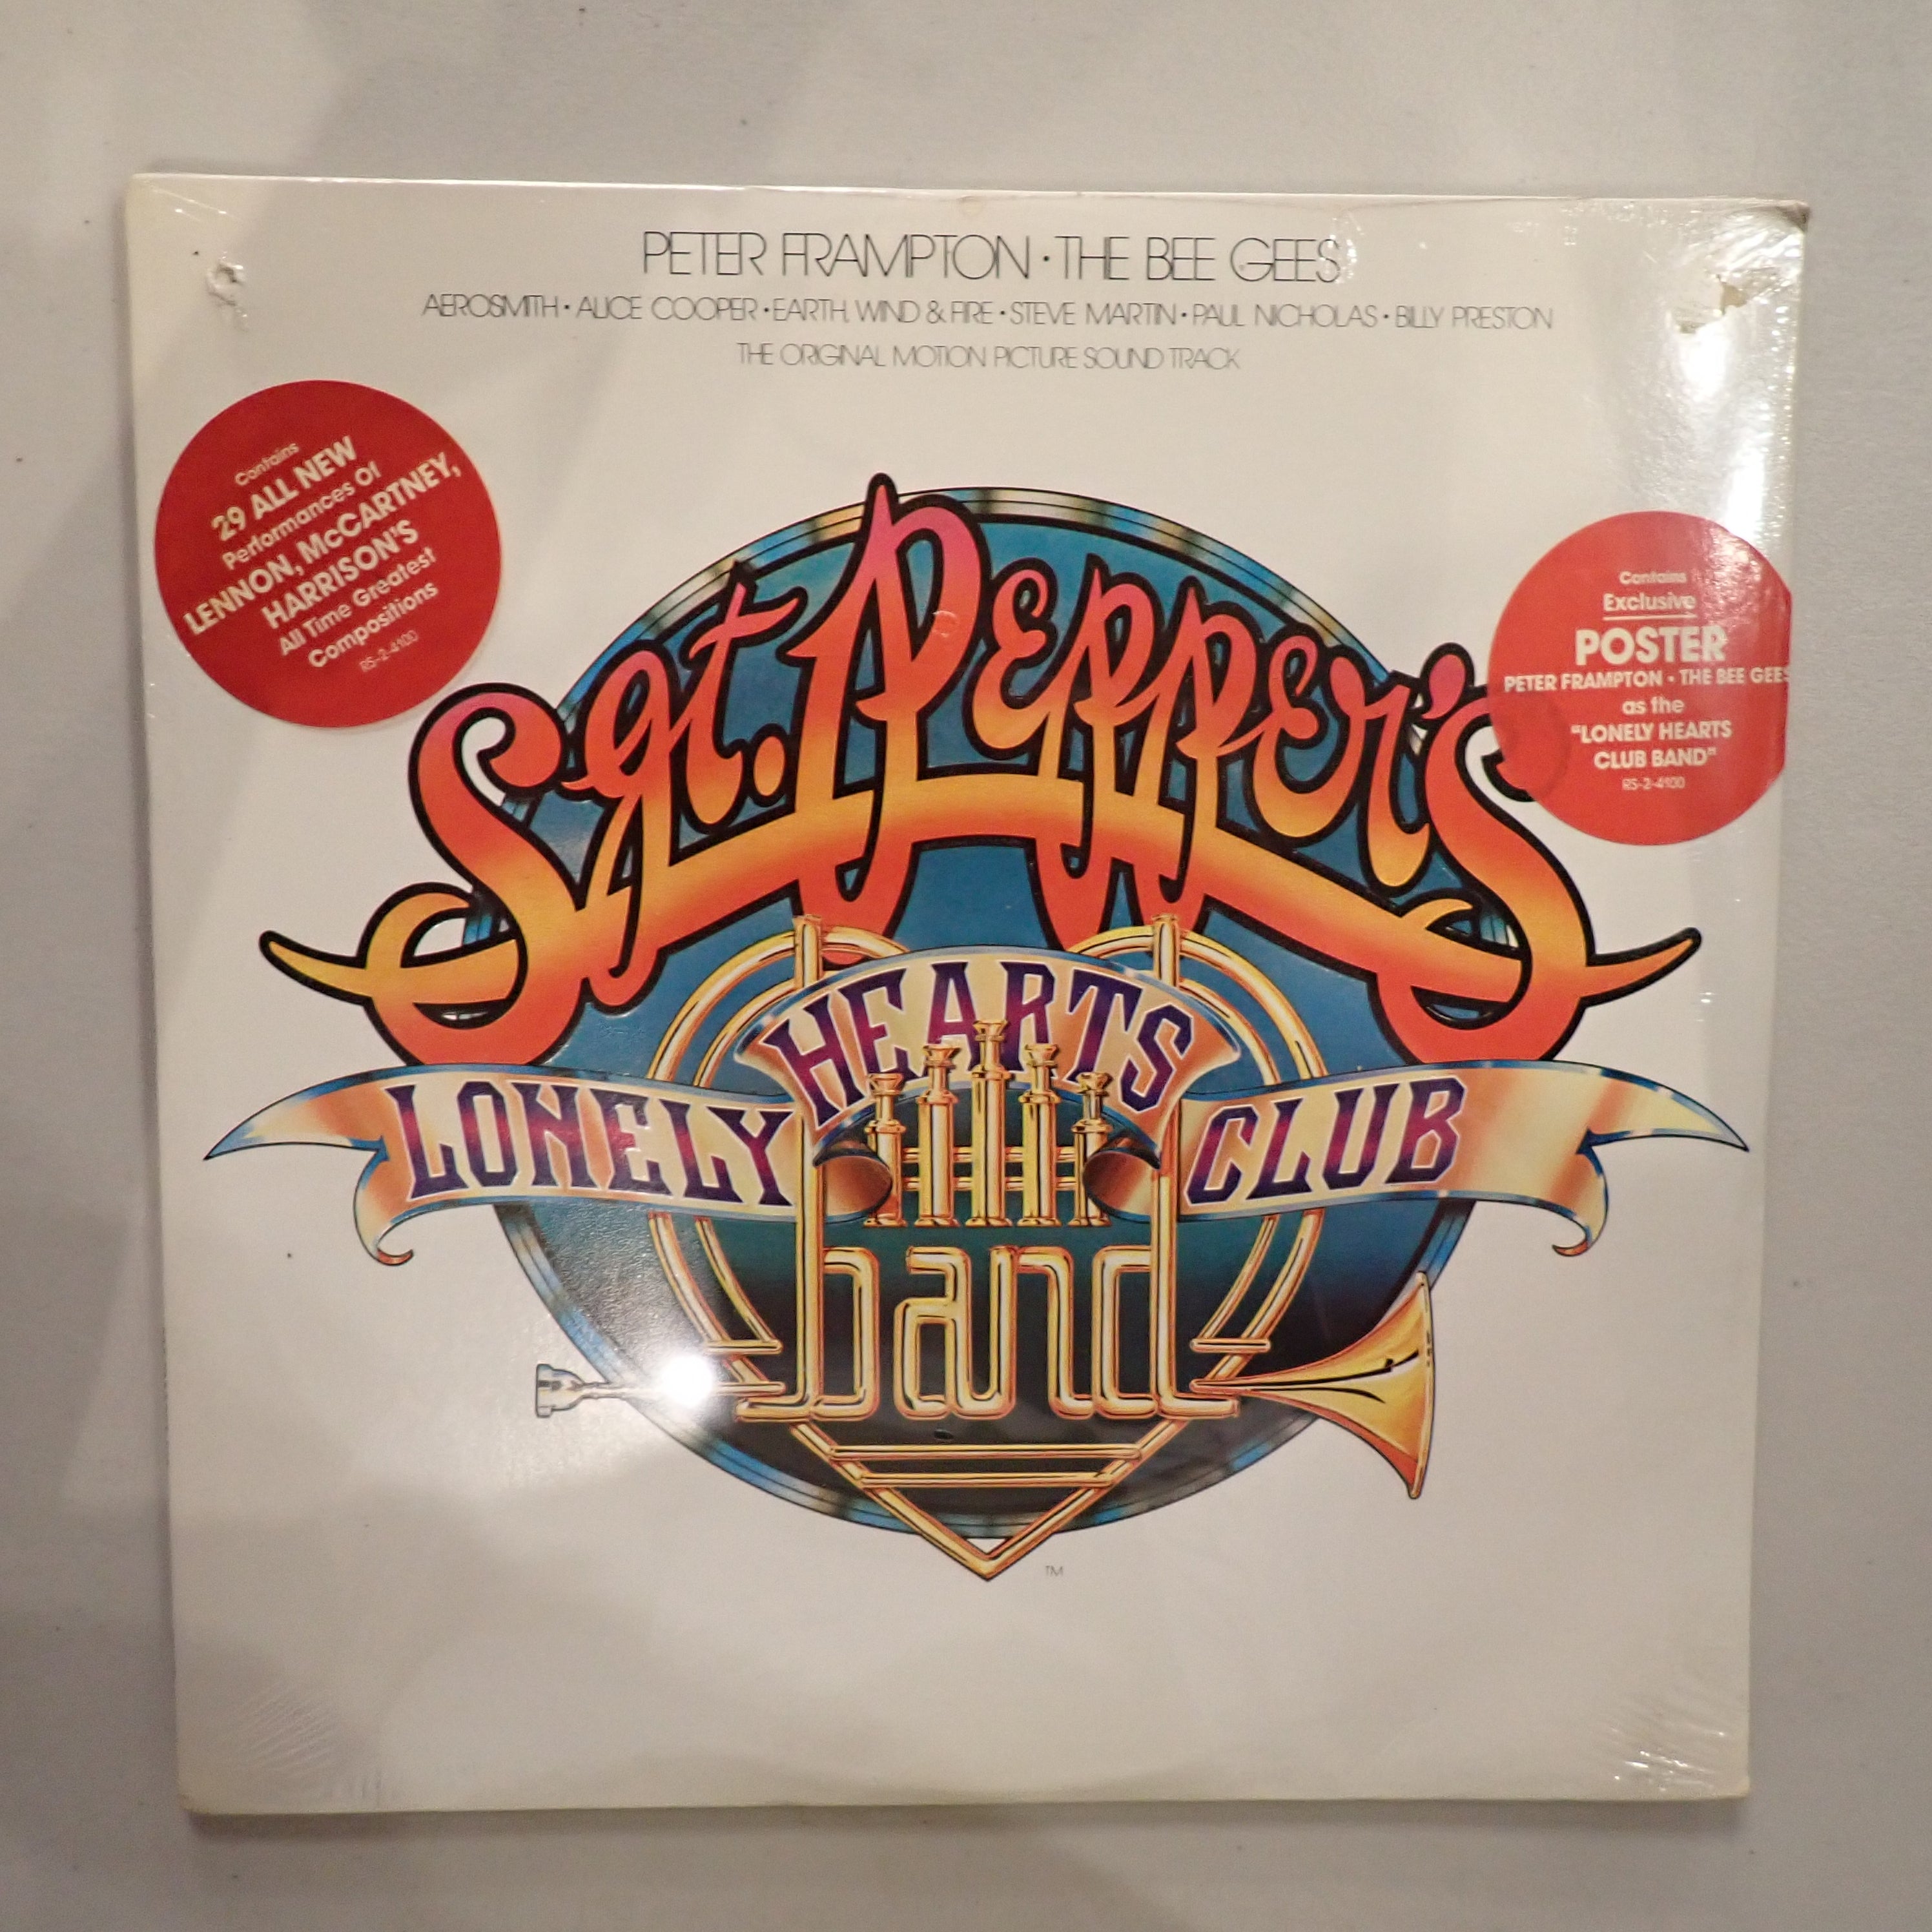 PETER FRAMPTON • THE BEE GEES
AEROSMITH • ALICE COOPER • EARTH, WIND & FIRE • STEVE MARTIN • PAUL NICHOLAS • BILLY PRESTON
THE ORIGINAL MOTION PICTURE SOUND TRACK
Contains
29 ALL NEW
Performances Of
LENNON, McCARTNEY,
HARRISON'S
All Time Greatest
Compositions
RS-2-4100
Contains
Exclusive
POSTER
PETER FRAMPTON • THE BEE GEES
as the
"LONELY HEARTS
CLUB BAND"
RS-2-4100
Sgt. Pepper's
LONELY HEARTS CLUB
band
TM